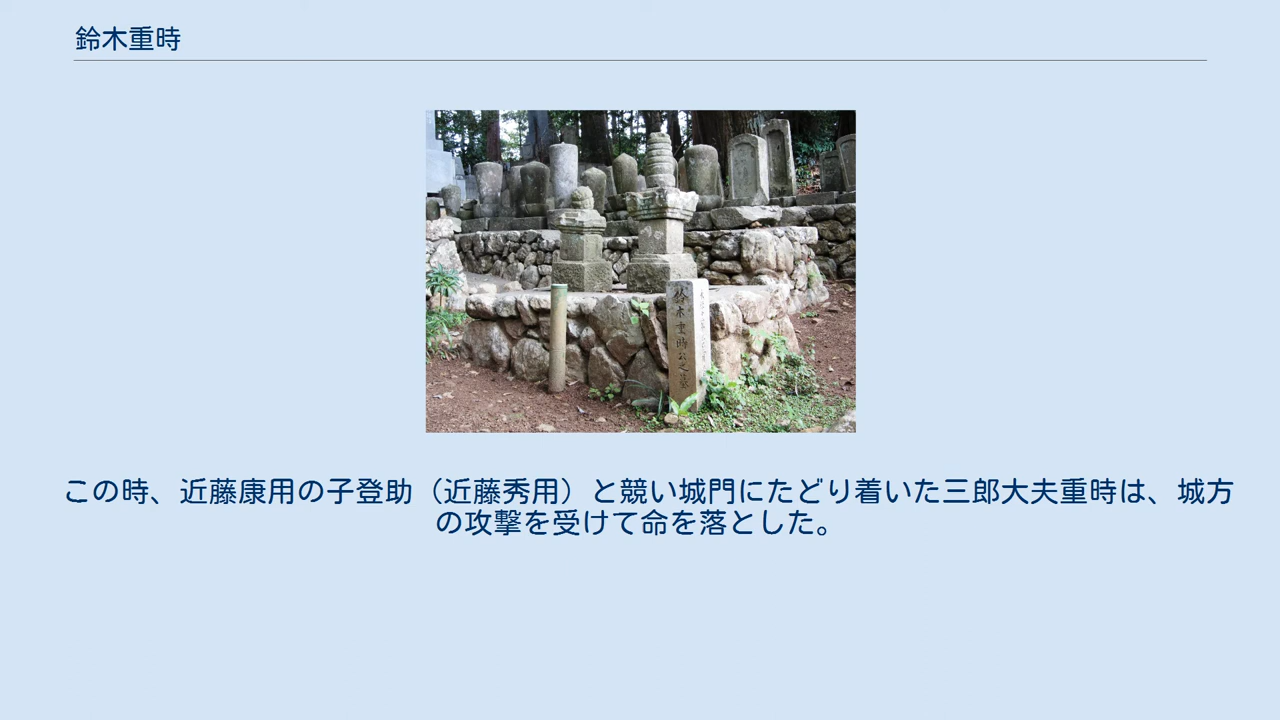 鈴木重時
鈴木重時公之墓
この時、近藤康用の子登助（近藤秀用）と競い城門にたどり着いた三郎大夫重時は、城方
の攻撃を受けて命を落とした。